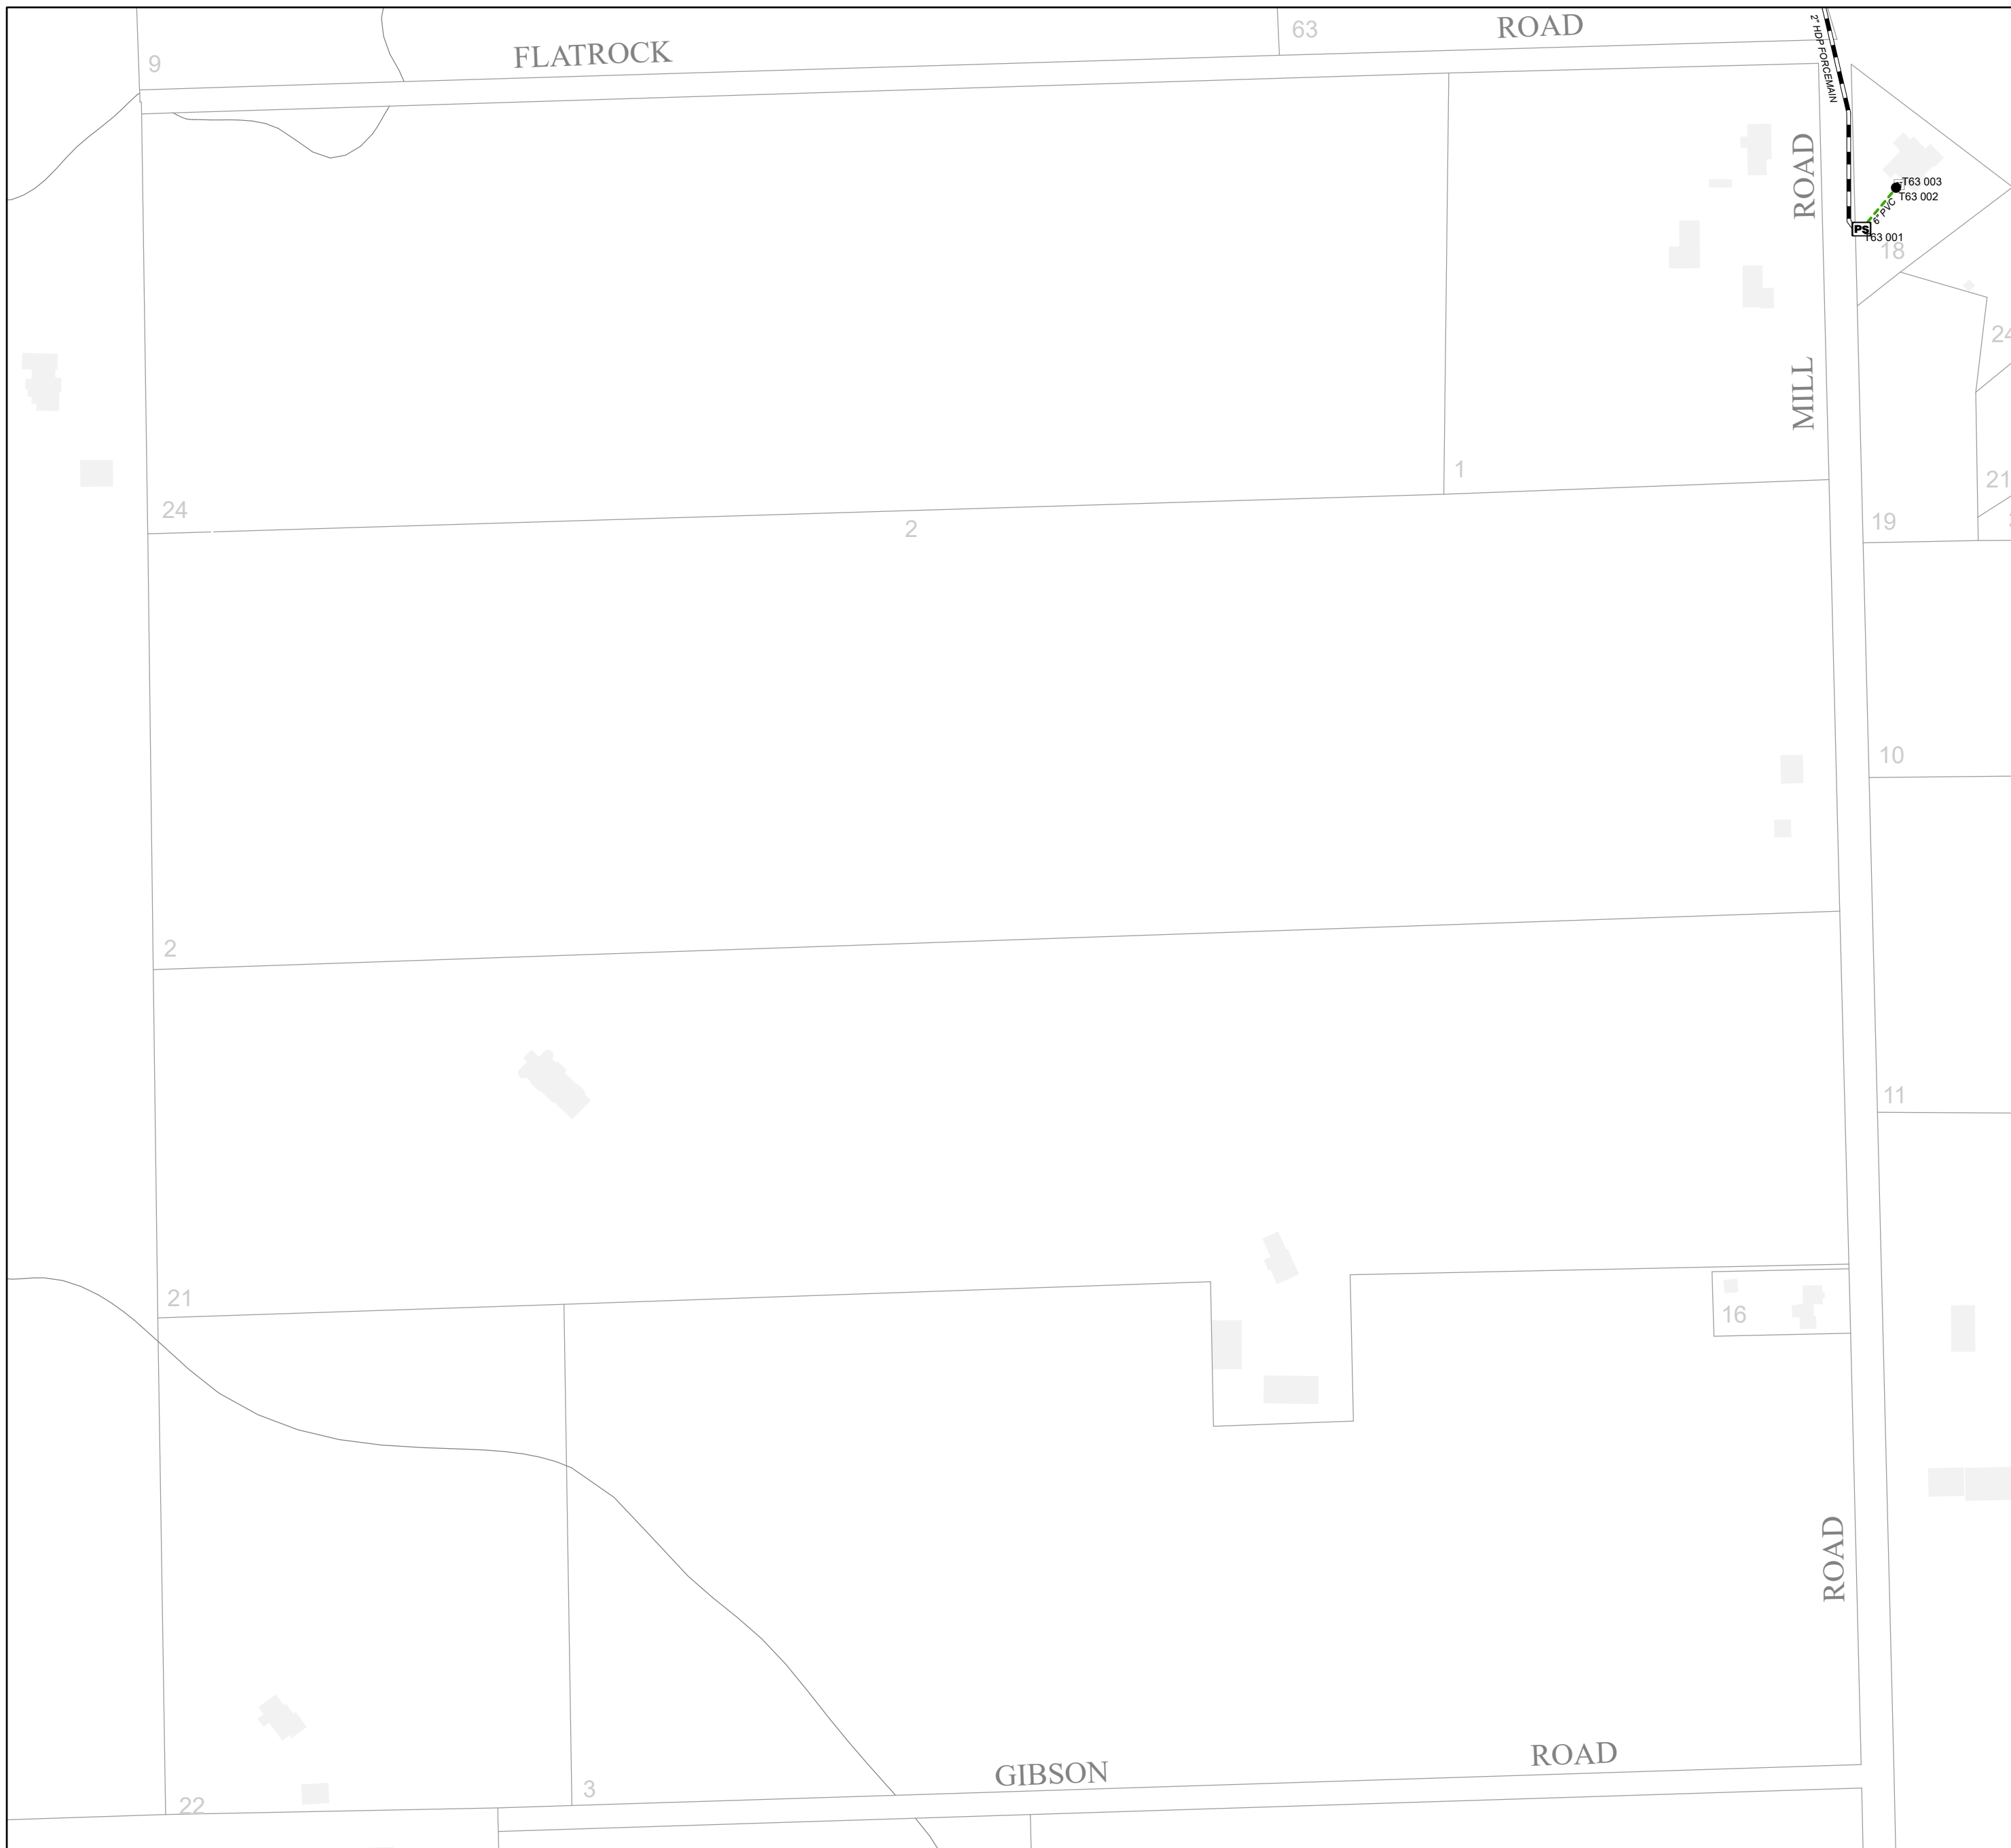 63
ROAD
FLATROCK
9
2" HDP FORCEMAIN
ROAD
T63 003
T63 002
6" PVC
PS
T63 001
18
24
MILL
1
21
24
2
19
10
2
11
21
16
ROAD
ROAD
GIBSON
3
22